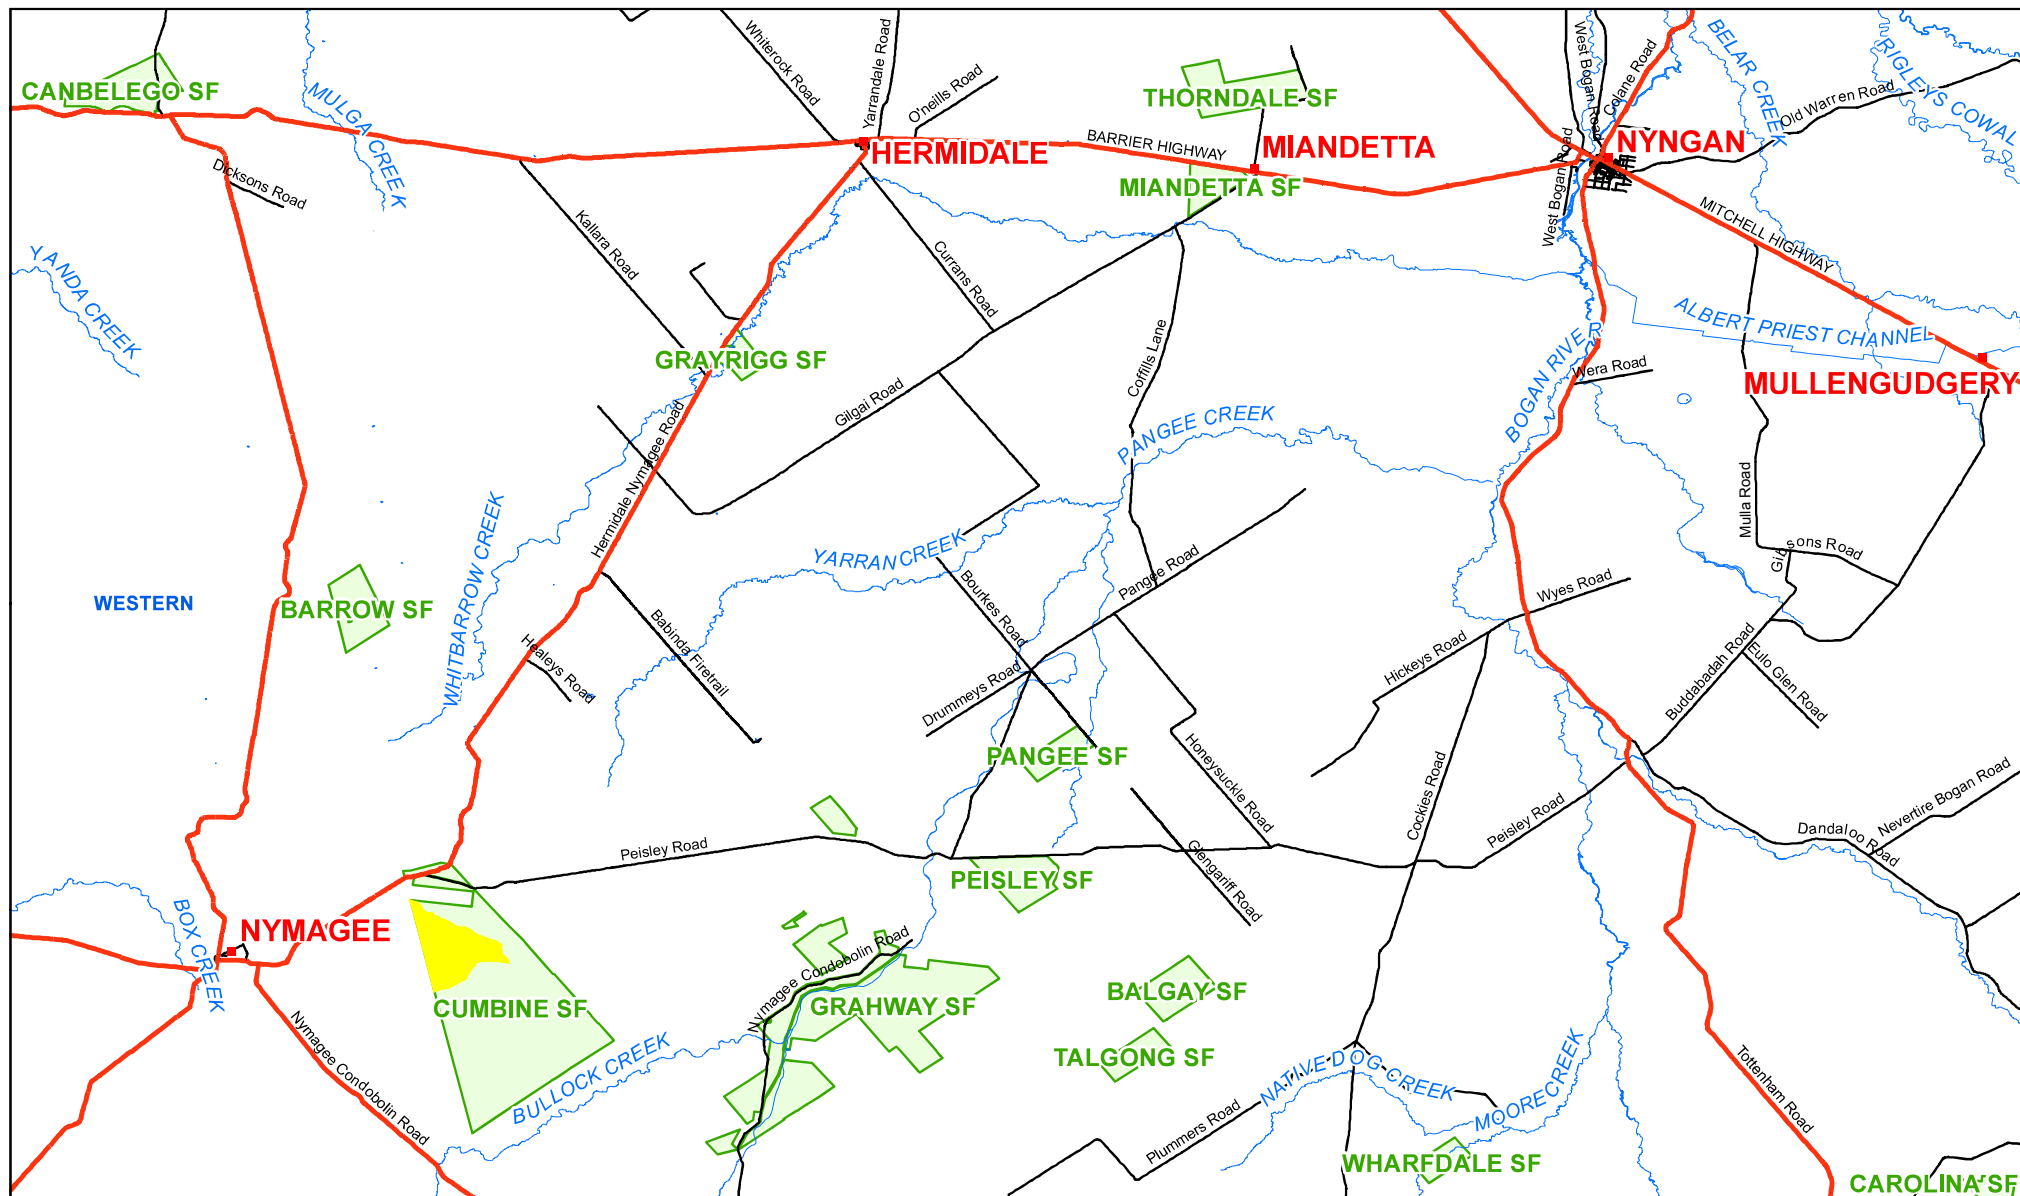 CANBELEGO SF
MULGA CREEK
Whiterock Road
Yarrandale Road
O'neills Road
THORNDALE SF
West Bogan Road
Colane Road
BELAR CREEK
RIGLEYS COWAL
Old Warren Road
HERMIDALE
BARRIER HIGHWAY
MIANDETTA
NYNGAN
Dicksons Road
MIANDETTA SF
West Bogan Road
MITCHELL HIGHWAY
Kallara Road
Currans Road
YANDA CREEK
ALBERT PRIEST CHANNEL
GRAYRIGG SF
Coffills Lane
BOGAN RIVER
Wera Road
MULLENGUDGERY
Gilgai Road
PANGEE CREEK
Hermidale Nymagee Road
WHITBARROW CREEK
Mulla Road
Gibsons Road
YARRAN CREEK
Bourkes Road
Pangee Road
Wyes Road
WESTERN
BARROW SF
Babinda Firetrail
Healeys Road
Hickeys Road
Buddabadah Road
Eulo Glen Road
Drummeys Road
PANGEE SF
Honeysuckle Road
Cockies Road
Peisley Road
Nevertire Bogan Road
Dandaloo Road
Peisley Road
PEISLEY SF
Glengariff Road
BOX CREEK
NYMAGEE
Nymagee Condobolin Road
CUMBINE SF
GRAHWAY SF
BALGAY SF
Nymagee Condobolin Road
BULLOCK CREEK
TALGONG SF
NATIVE DOG CREEK
MOORE CREEK
Tottenham Road
Plummers Road
WHARFDALE SF
CAROLINA SF